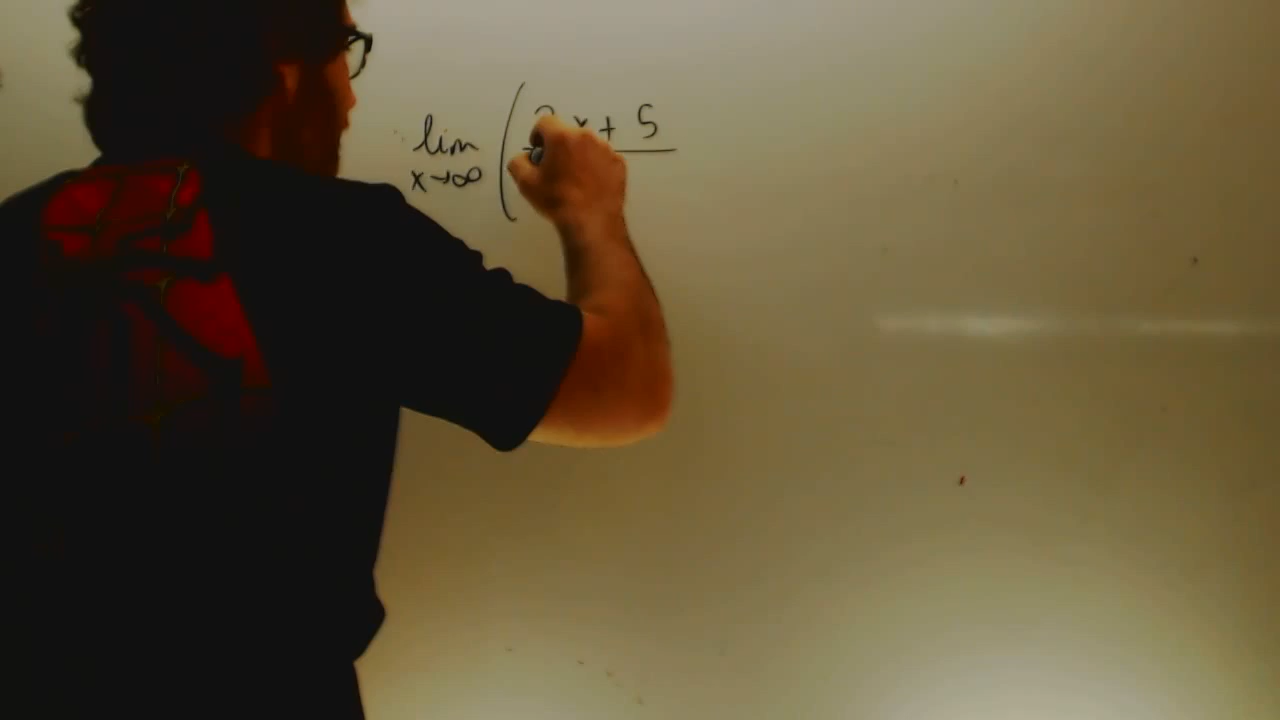 lim ( x + 5
x→∞